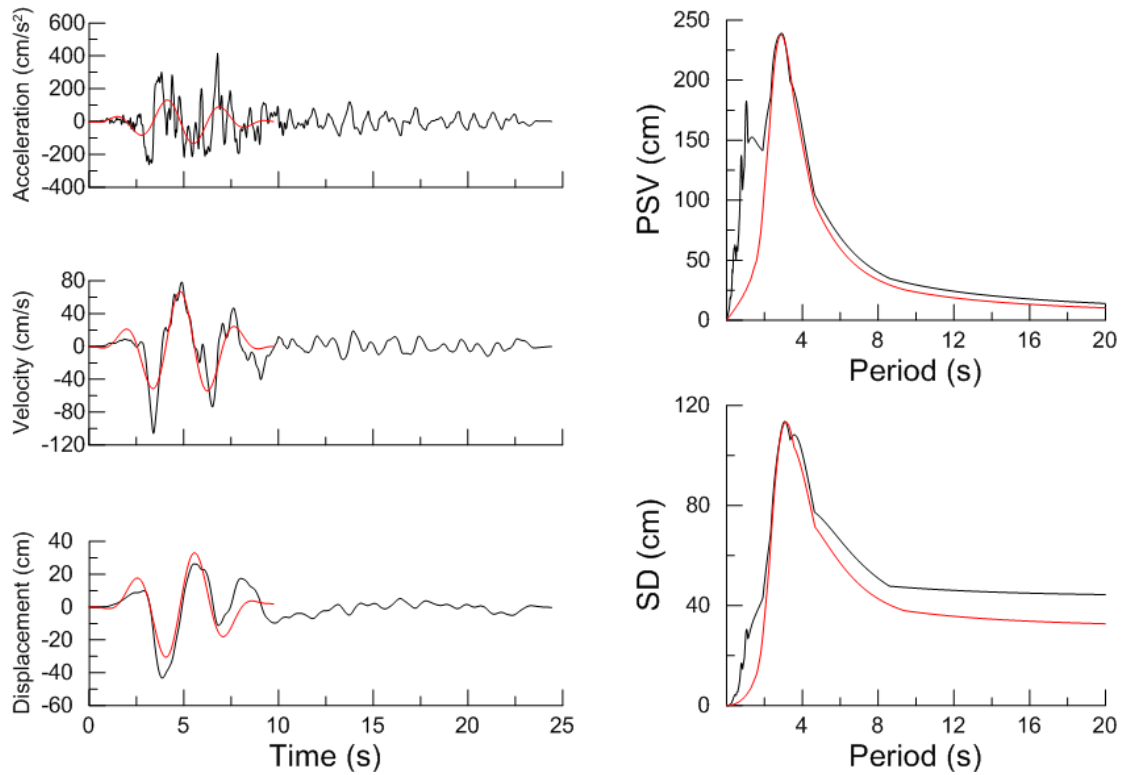 Acceleration (cm/s²)
600
400
200
0
-200
-400
Velocity (cm/s)
80
40
0
-40
-80
-120
Displacement (cm)
40
20
0
-20
-40
-60
0 5 10 15 20 25
Time (s)
PSV (cm)
250
200
150
100
50
0
0 4 8 12 16 20
Period (s)
SD (cm)
120
80
40
0
0 4 8 12 16 20
Period (s)